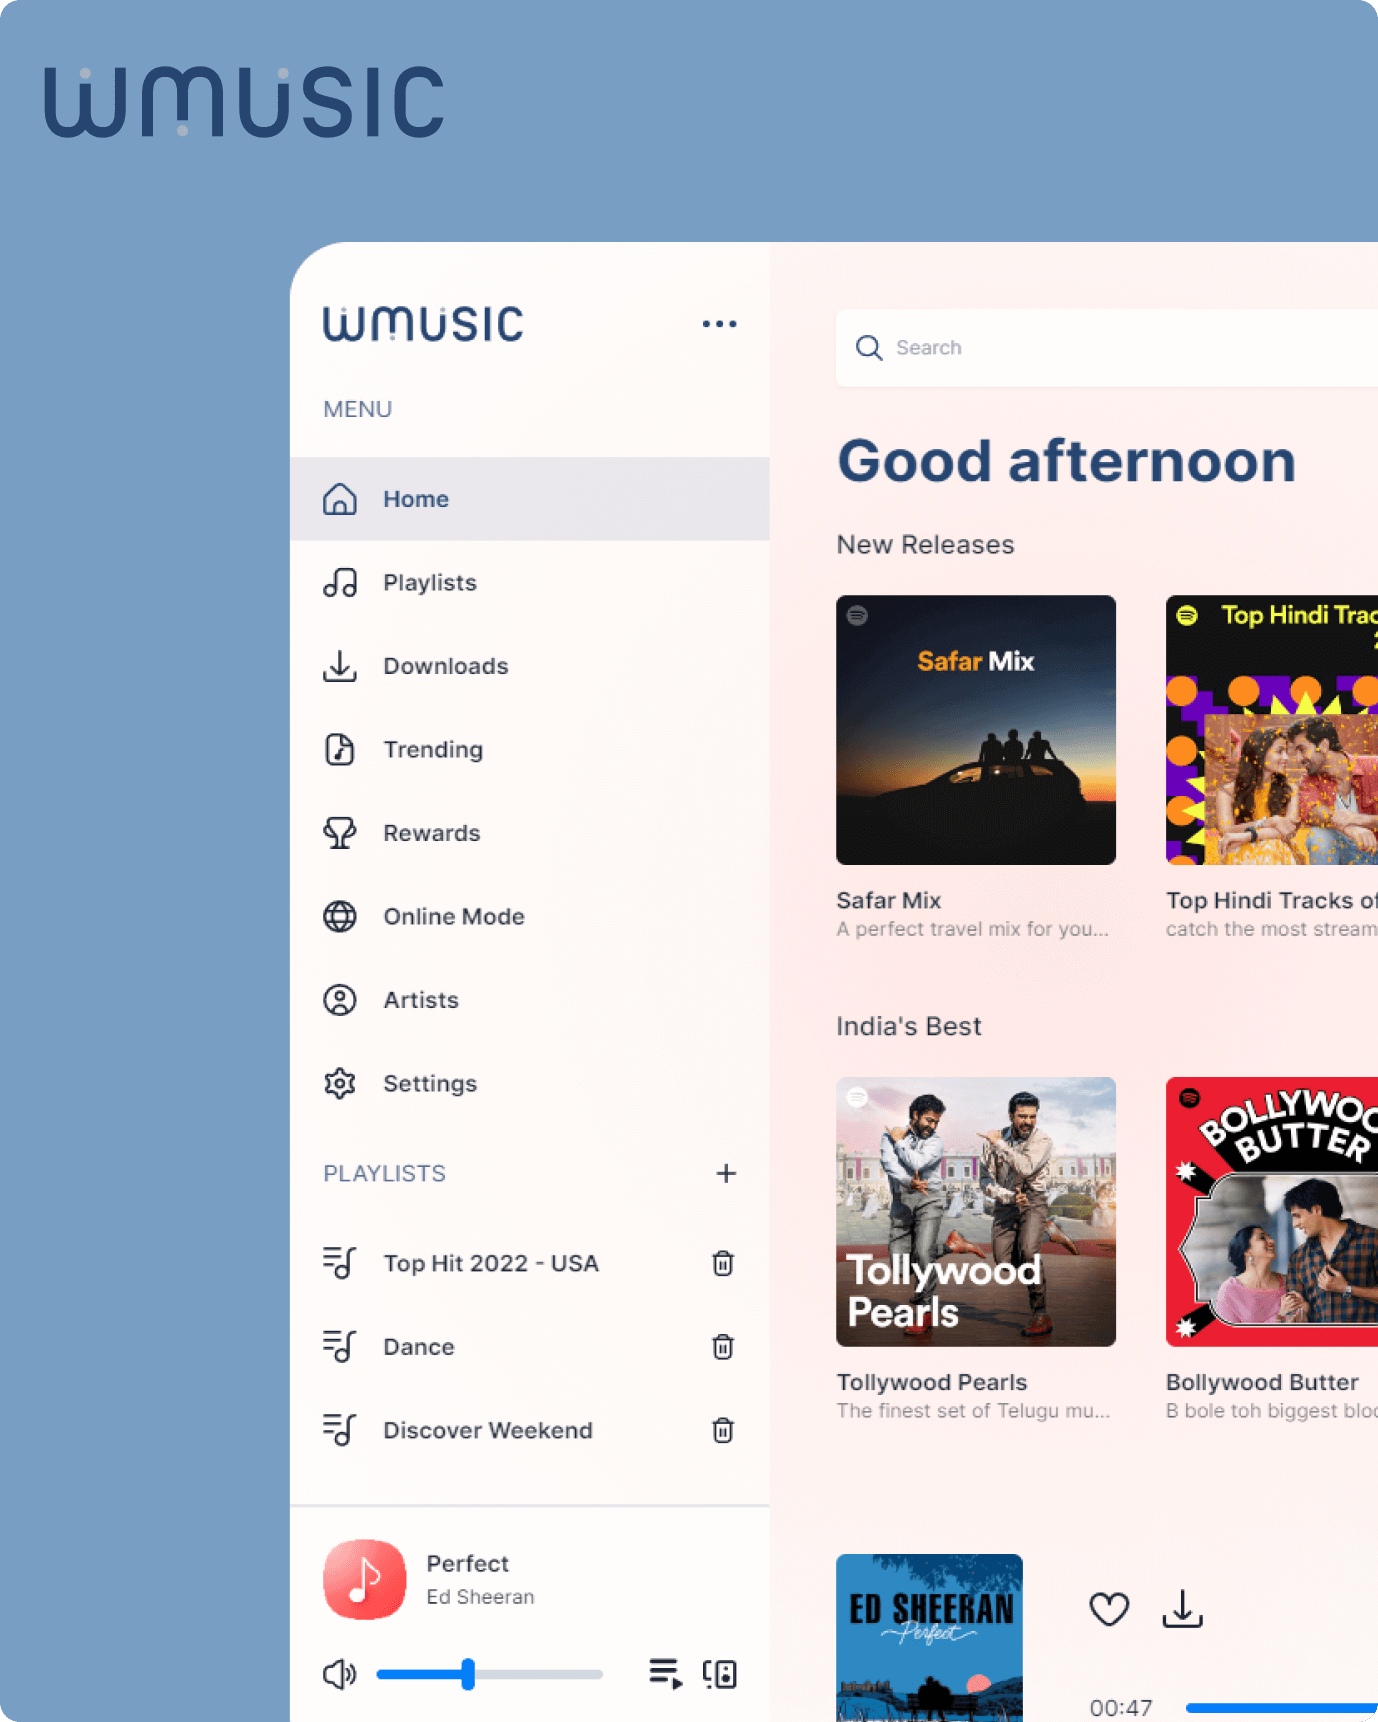 WMUSIC
WMUSIC
MENU
Home
Playlists
Downloads
Trending
Rewards
Online Mode
Artists
Settings
PLAYLISTS
Top Hit 2022 - USA
Dance
Discover Weekend
Perfect
Ed Sheeran
Search
Good afternoon
New Releases
Safar Mix
Top Hindi Trac
Safar Mix
A perfect travel mix for you...
Top Hindi Tracks of
catch the most stream
India's Best
Tollywood
Pearls
BOLLYWOO
BUTTER
Tollywood Pearls
The finest set of Telugu mu...
Bollywood Butter
B bole toh biggest bloc
ED SHEERAN
Perfect
00:47